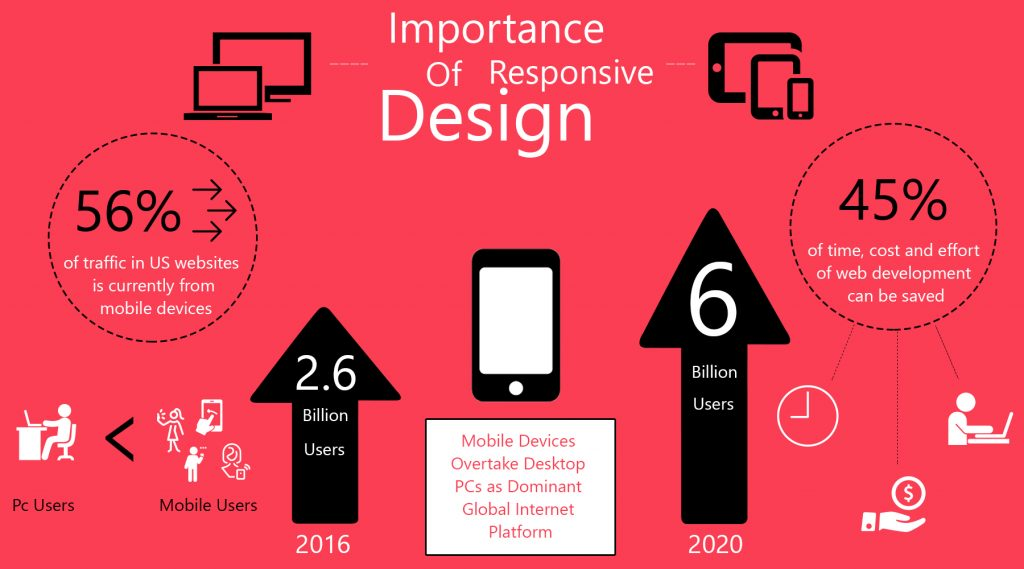 Importance
Of Responsive
Design
56%
of traffic in US websites
is currently from
mobile devices
45%
of time, cost and effort
of web development
can be saved
Pc Users
<
Mobile Users
2.6
Billion
Users
2016
Mobile Devices
Overtake Desktop
PCs as Dominant
Global Internet
Platform
6
Billion
Users
2020
$